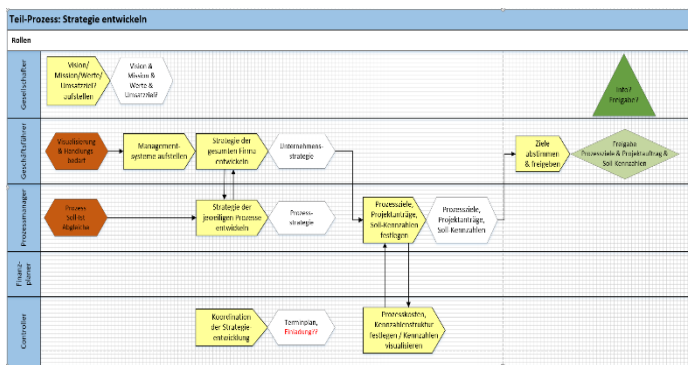 Teil-Prozess: Strategie entwickeln
Rollen
Gesellschafter
Vision/
Mission/Werte/
Umsatzziel?
aufstellen
Vision &
Mission &
Werte &
Umsatzziel?
Info?
Freigabe?
Geschäftsführer
Visualisierung
& Handlungs
bedarf
Management-
systeme aufstellen
Strategie der
gesamten Firma
entwickeln
Unternehmens-
strategie
Ziele
abstimmen
& freigeben
Freigabe
Prozessziele & Projektauftrag &
Soll-Kennzahlen
Prozessmanager
Prozess
Soll Ist
Abgleiche
Strategie der
jeweiligen Prozesse
entwickeln
Prozess-
strategie
Prozessziele,
Projektanträge,
Soll-Kennzahlen
festlegen
Prozessziele,
Projektanträge,
Soll-Kennzahlen
Finanz-
planer
Controller
Koordination
der Strategie
entwicklung
Terminplan,
Einladung??
Prozesskosten,
Kennzahlenstruktur
festlegen / Kennzahlen
visualisieren